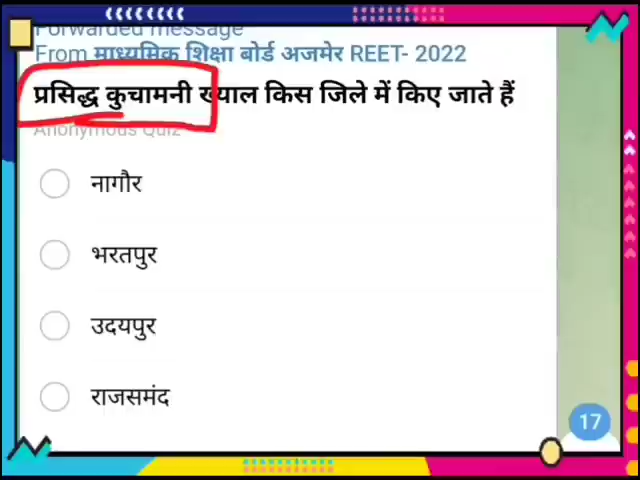 Forwarded message
From माध्यमिक शिक्षा बोर्ड अजमेर REET- 2022
प्रसिद्ध कुचामनी ख्याल किस जिले में किए जाते हैं
Anonymous Quiz
नागौर
भरतपुर
उदयपुर
राजसमंद
17